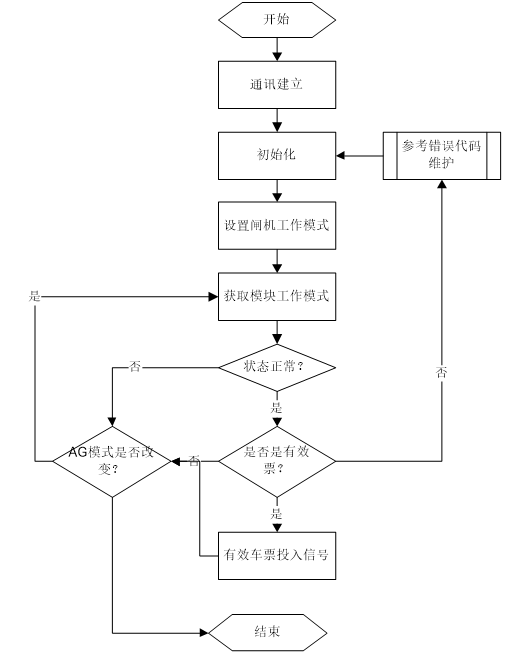 开始
通讯建立
初始化
参考错误代码
维护
设置闸机工作模式
是
获取模块工作模式
否
状态正常?
否
是
AG模式是否改
变?
否
是否是有效
票?
是
有效车票投入信号
结束